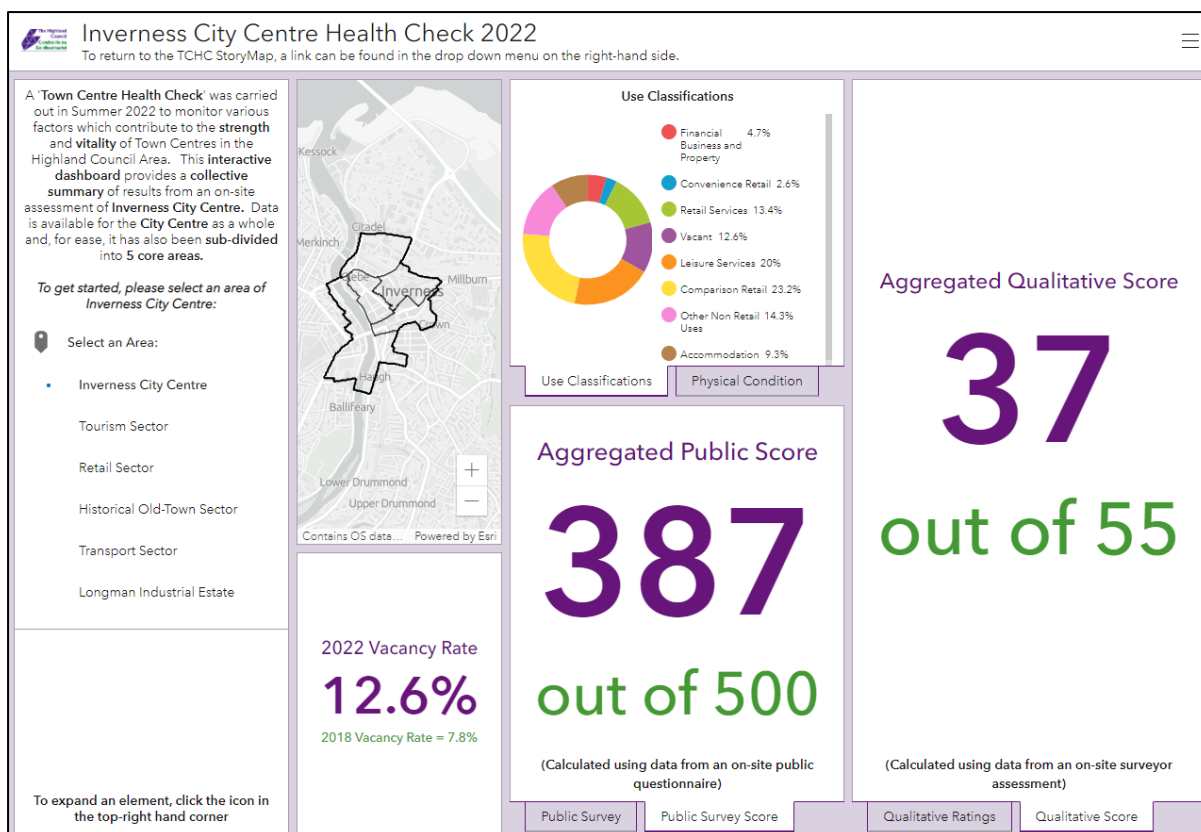 The Highland
Council
Inverness City Centre Health Check 2022
To return to the TCHC StoryMap, a link can be found in the drop down menu on the right-hand side.
A 'Town Centre Health Check' was carried
out in Summer 2022 to monitor various
factors which contribute to the strength
and vitality of Town Centres in the
Highland Council Area. This interactive
dashboard provides a collective
summary of results from an on-site
assessment of Inverness City Centre. Data
is available for the City Centre as a whole
and, for ease, it has also been sub-divided
into 5 core areas.
To get started, please select an area of
Inverness City Centre:
Select an Area:
Inverness City Centre
Tourism Sector
Retail Sector
Historical Old-Town Sector
Transport Sector
Longman Industrial Estate
To expand an element, click the icon in
the top-right hand corner
Kessock
Citadel
Merkinch
Millburn
Inverness
Crown
Haugh
Ballifeary
Lower Drummond
Upper Drummond
+
−
Contains OS data... Powered by Esri
2022 Vacancy Rate
12.6%
2018 Vacancy Rate = 7.8%
Use Classifications
Financial 4.7%
Business and
Property
Convenience Retail 2.6%
Retail Services 13.4%
Vacant 12.6%
Leisure Services 20%
Comparison Retail 23.2%
Other Non Retail 14.3%
Uses
Accommodation 9.3%
Use Classifications Physical Condition
Aggregated Public Score
387
out of 500
(Calculated using data from an on-site public
questionnaire)
Public Survey Public Survey Score
Aggregated Qualitative Score
37
out of 55
(Calculated using data from an on-site surveyor
assessment)
Qualitative Ratings Qualitative Score